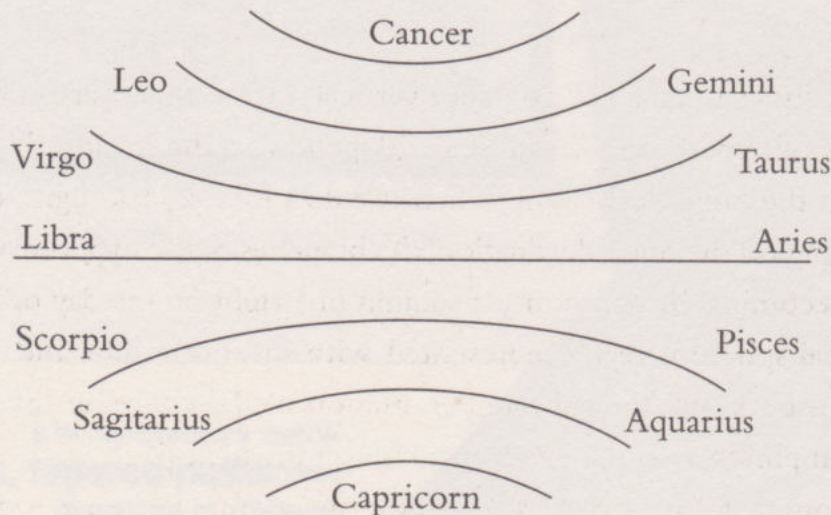 Cancer
Leo Gemini
Virgo Taurus
Libra Aries
Scorpio Pisces
Sagitarius Aquarius
Capricorn